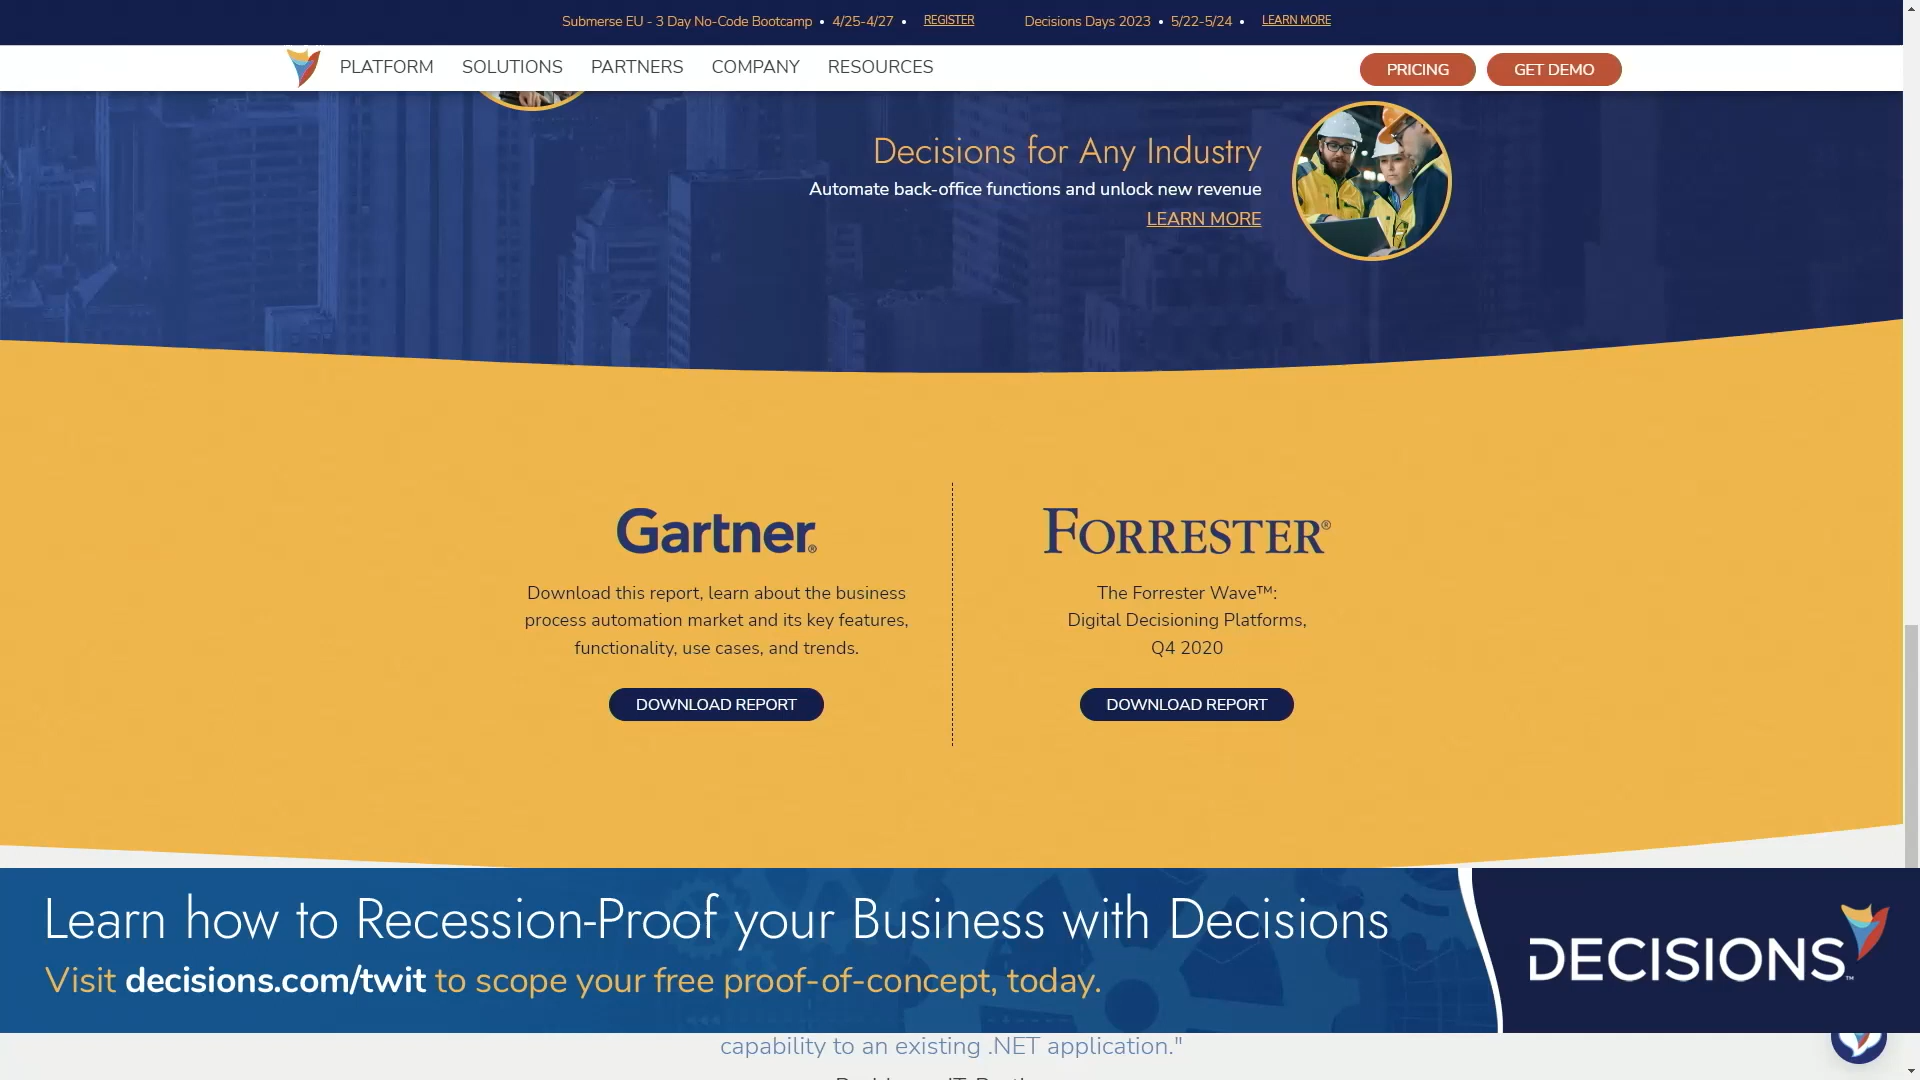 Submerse EU - 3 Day No-Code Bootcamp • 4/25-4/27 • REGISTER Decisions Days 2023 • 5/22-5/24 • LEARN MORE
PLATFORM SOLUTIONS PARTNERS COMPANY RESOURCES PRICING GET DEMO
Decisions for Any Industry
Automate back-office functions and unlock new revenue
LEARN MORE
Gartner®
Download this report, learn about the business
process automation market and its key features,
functionality, use cases, and trends.
DOWNLOAD REPORT
FORRESTER®
The Forrester Wave™:
Digital Decisioning Platforms,
Q4 2020
DOWNLOAD REPORT
Learn how to Recession-Proof your Business with Decisions
Visit decisions.com/twit to scope your free proof-of-concept, today.
DECISIONS™
capability to an existing .NET application."